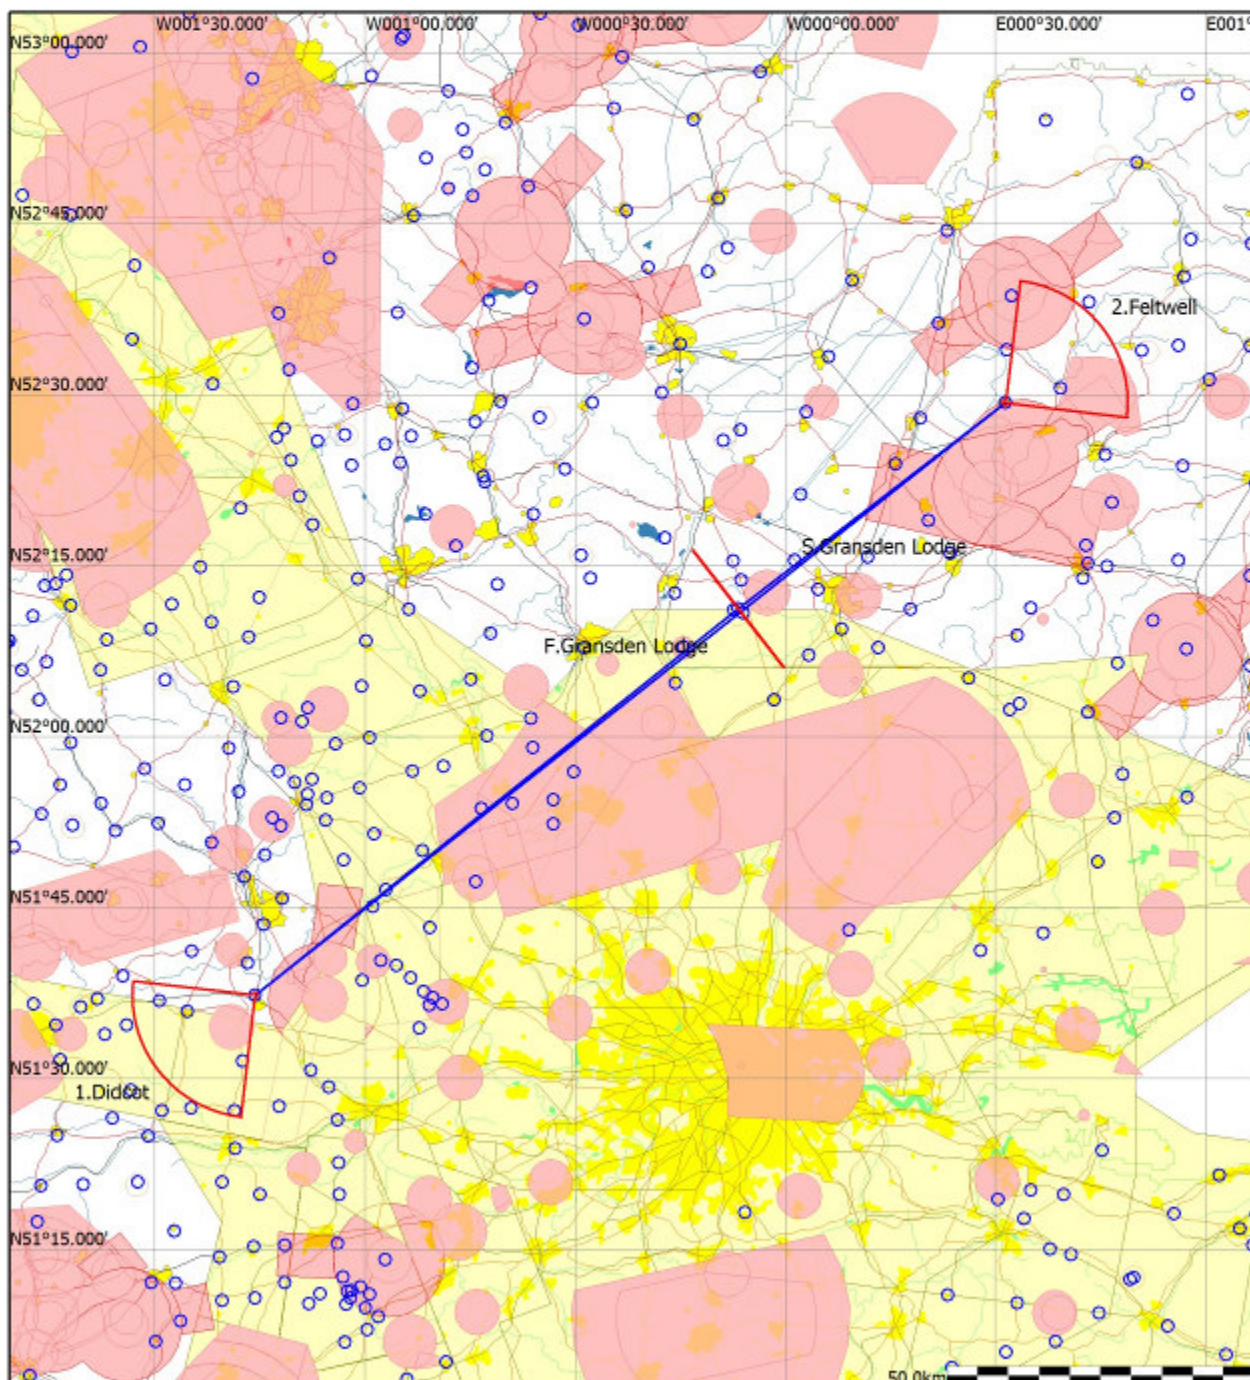 W001°30.000' W001°00.000' W000°30.000' W000°00.000' E000°30.000' E001°
N53°00.000'
N52°45.000'
2.Feltwell
N52°30.000'
N52°15.000'
S.Gransden Lodge
F.Gransden Lodge
N52°00.000'
N51°45.000'
N51°30.000'
1.Didcot
N51°15.000'
50.0km